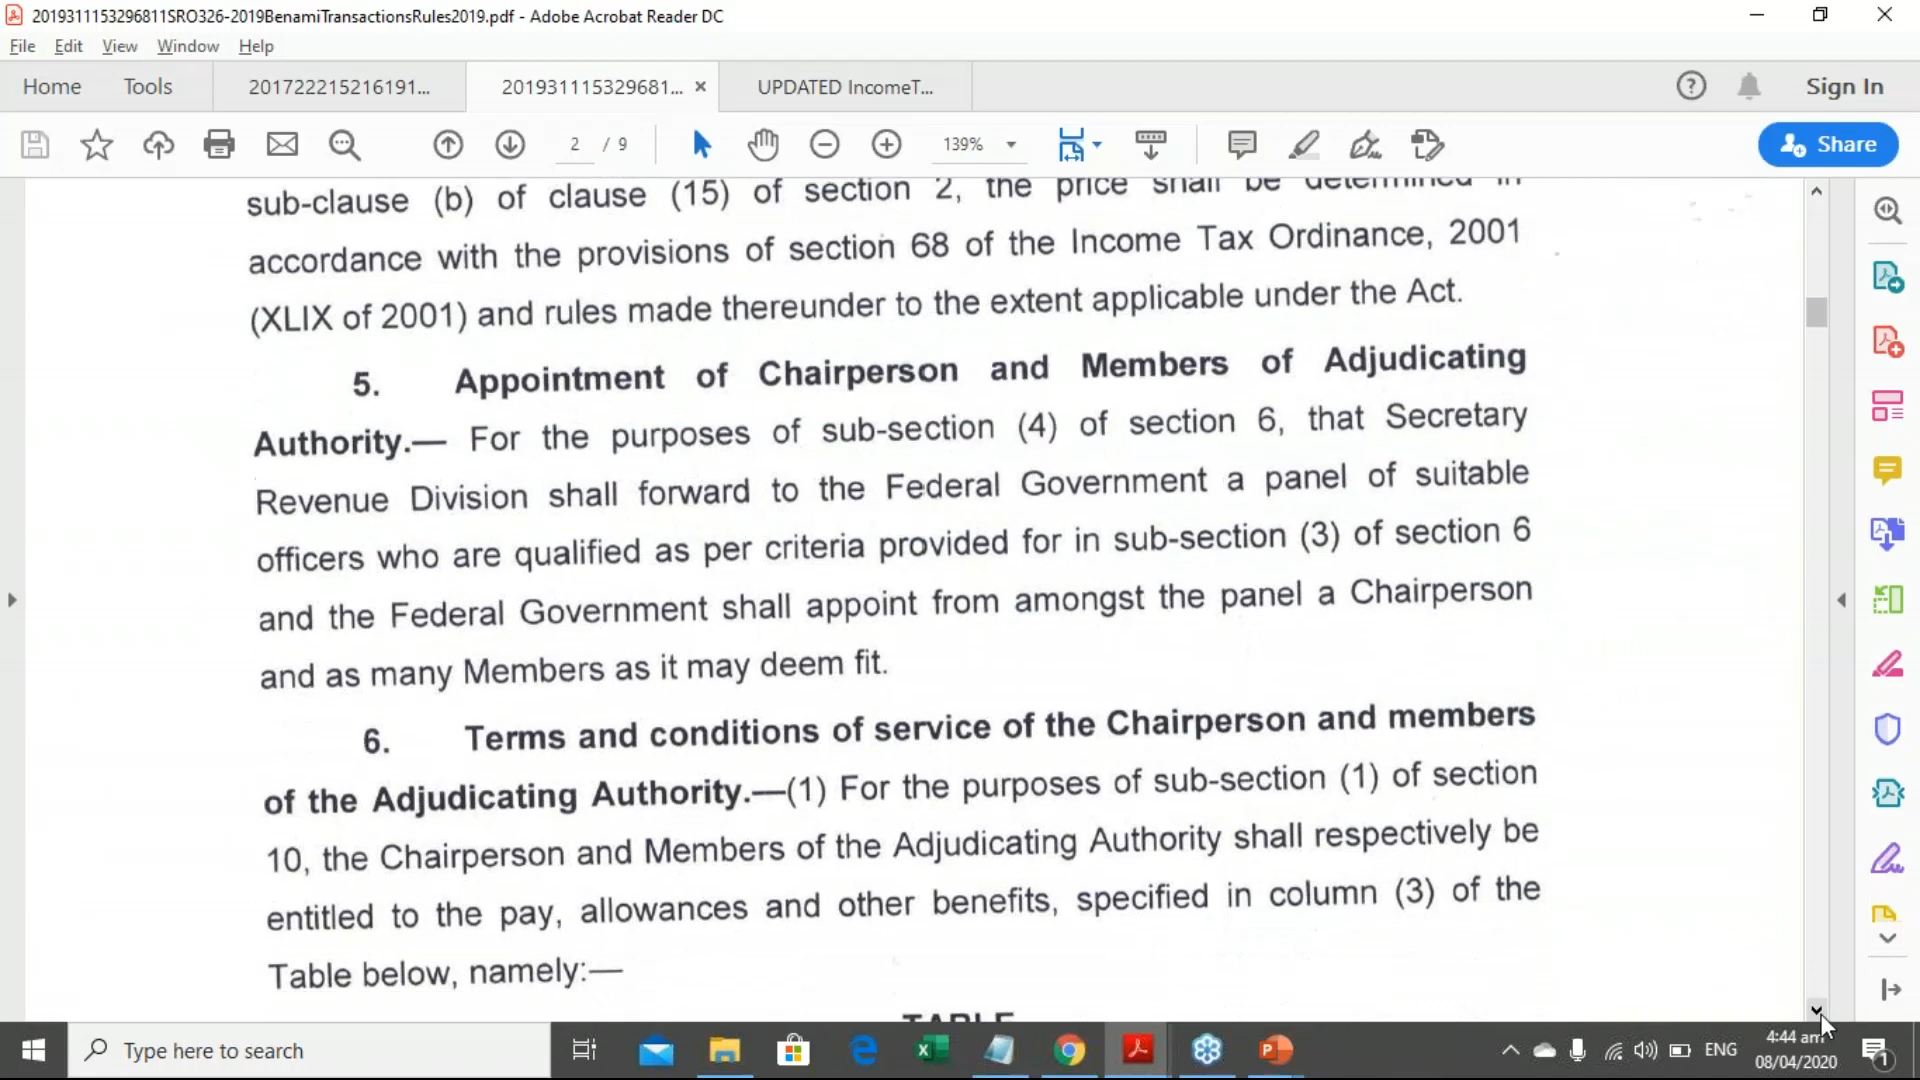 2019311153296811SRO326-2019BenamiTransactionsRules2019.pdf - Adobe Acrobat Reader DC
File Edit View Window Help
Home Tools 201722215216191... 201931115329681... × UPDATED IncomeT... Sign In
2 / 9 139% Share
sub-clause (b) of clause (15) of section 2, the price shall be determined in
accordance with the provisions of section 68 of the Income Tax Ordinance, 2001
(XLIX of 2001) and rules made thereunder to the extent applicable under the Act.
5. Appointment of Chairperson and Members of Adjudicating
Authority.— For the purposes of sub-section (4) of section 6, that Secretary
Revenue Division shall forward to the Federal Government a panel of suitable
officers who are qualified as per criteria provided for in sub-section (3) of section 6
and the Federal Government shall appoint from amongst the panel a Chairperson
and as many Members as it may deem fit.
6. Terms and conditions of service of the Chairperson and members
of the Adjudicating Authority.—(1) For the purposes of sub-section (1) of section
10, the Chairperson and Members of the Adjudicating Authority shall respectively be
entitled to the pay, allowances and other benefits, specified in column (3) of the
Table below, namely:—
TABLE
Type here to search
ENG
4:44 am
08/04/2020
1